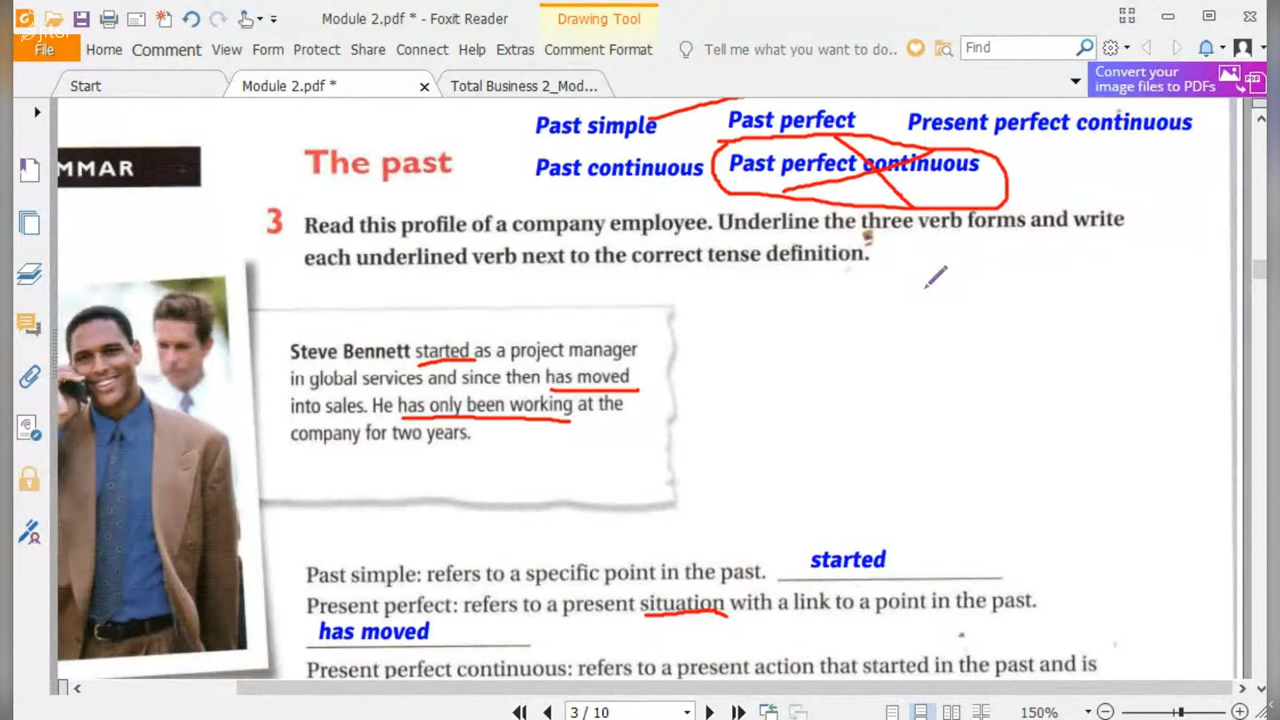 Module 2.pdf * - Foxit Reader
Drawing Tool
File Home Comment View Form Protect Share Connect Help Extras Comment Format Tell me what you want to do.. Find
Start Module 2.pdf * Total Business 2_Mod... Convert your
image files to PDFs
Past simple Past perfect Present perfect continuous
Past continuous Past perfect continuous
MMAR The past
3 Read this profile of a company employee. Underline the three verb forms and write
each underlined verb next to the correct tense definition.
Steve Bennett started as a project manager
in global services and since then has moved
into sales. He has only been working at the
company for two years.
Past simple: refers to a specific point in the past. started
Present perfect: refers to a present situation with a link to a point in the past.
has moved
Present perfect continuous: refers to a present action that started in the past and is
3 / 10 150%